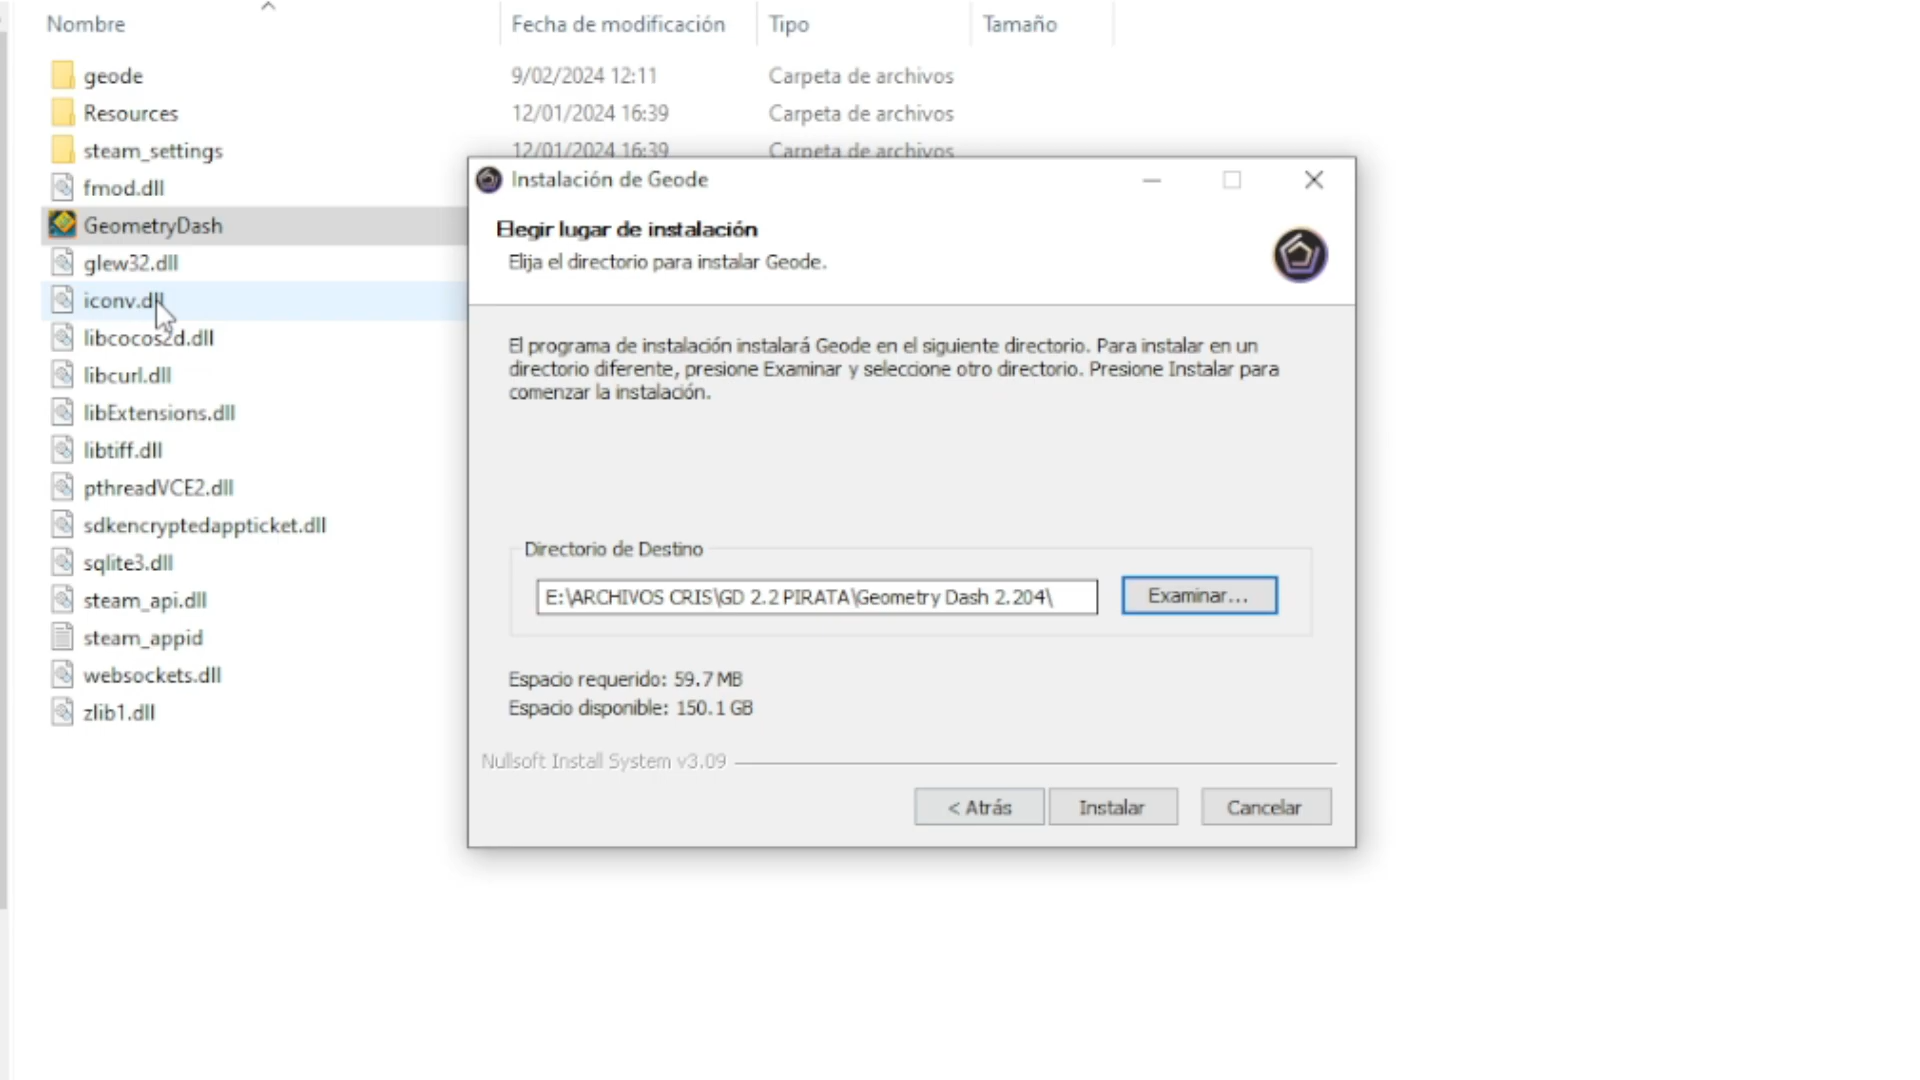 Nombre Fecha de modificación Tipo Tamaño
geode 9/02/2024 12:11 Carpeta de archivos
Resources 12/01/2024 16:39 Carpeta de archivos
steam_settings 12/01/2024 16:39 Carpeta de archivos
fmod.dll
GeometryDash
glew32.dll
iconv.dll
libcocos2d.dll
libcurl.dll
libExtensions.dll
libtiff.dll
pthreadVCE2.dll
sdkencryptedappticket.dll
sqlite3.dll
steam_api.dll
steam_appid
websockets.dll
zlib1.dll
Instalación de Geode
Elegir lugar de instalación
Elija el directorio para instalar Geode.
El programa de instalación instalará Geode en el siguiente directorio. Para instalar en un
directorio diferente, presione Examinar y seleccione otro directorio. Presione Instalar para
comenzar la instalación.
Directorio de Destino
E:\ARCHIVOS CRIS\GD 2.2 PIRATA\Geometry Dash 2.204\ Examinar...
Espacio requerido: 59.7 MB
Espacio disponible: 150.1 GB
Nullsoft Install System v3.09
< Atrás Instalar Cancelar